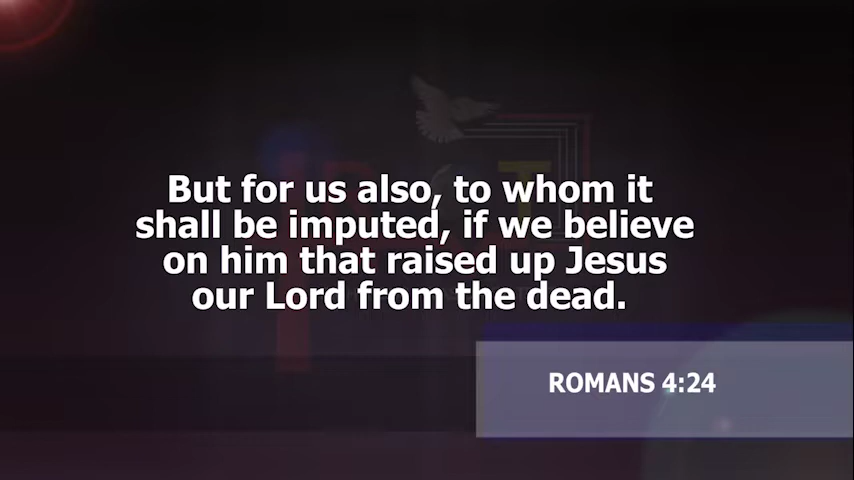 But for us also, to whom it
shall be imputed, if we believe
on him that raised up Jesus
our Lord from the dead.
ROMANS 4:24